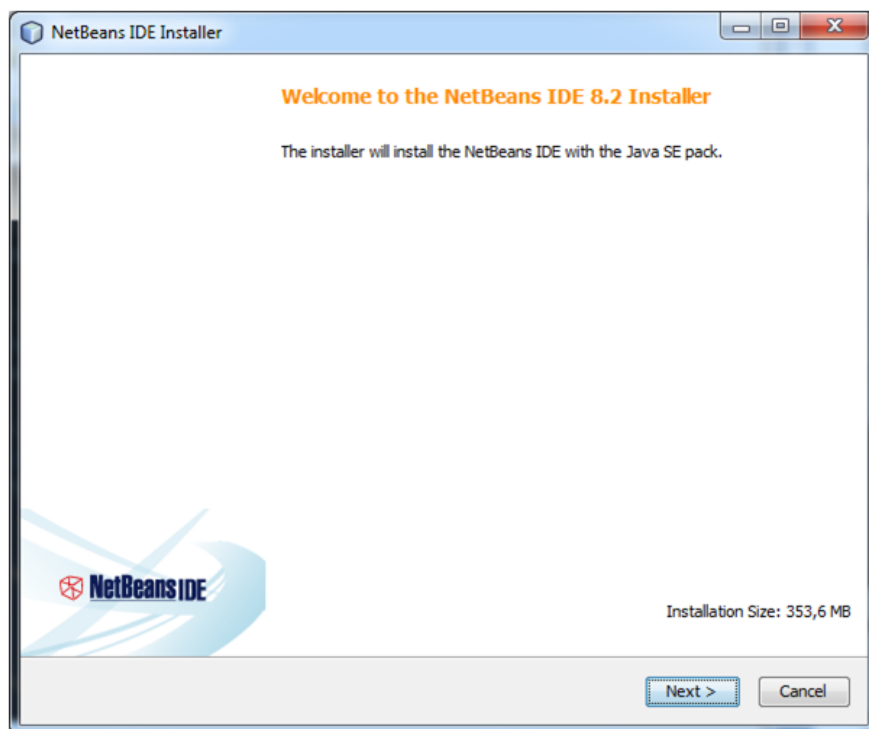 NetBeans IDE Installer
Welcome to the NetBeans IDE 8.2 Installer
The installer will install the NetBeans IDE with the Java SE pack.
NetBeans IDE
Installation Size: 353,6 MB
Next >
Cancel